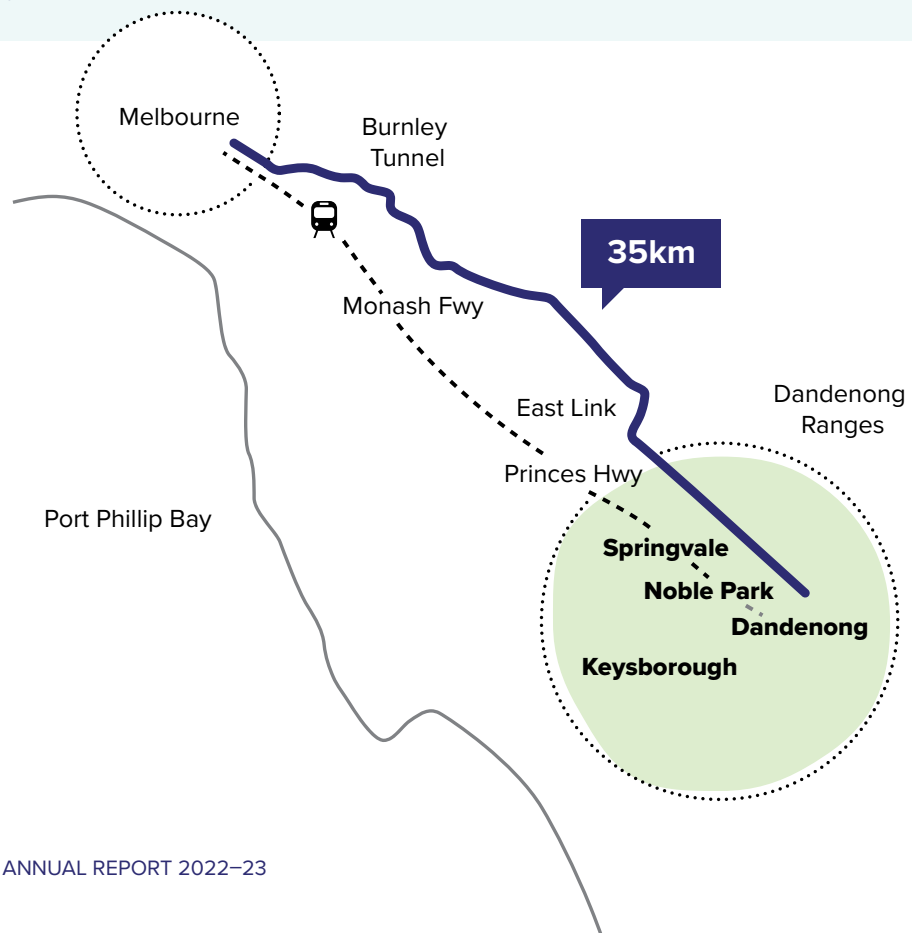 Melbourne
Burnley
Tunnel
35km
Monash Fwy
Dandenong
Ranges
East Link
Princes Hwy
Port Phillip Bay
Springvale
Noble Park
Dandenong
Keysborough
ANNUAL REPORT 2022–23